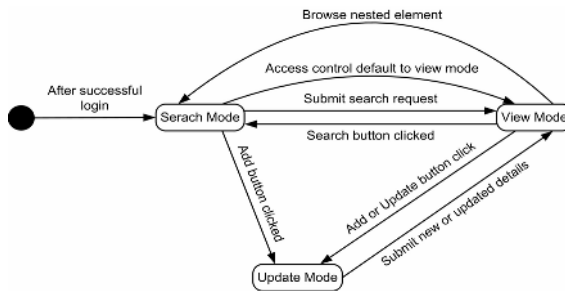 Browse nested element
Access control default to view mode
After successful
login
Submit search request
Serach Mode
View Mode
Search button clicked
Add button clicked
Add or Update button click
Submit new or updated details
Update Mode